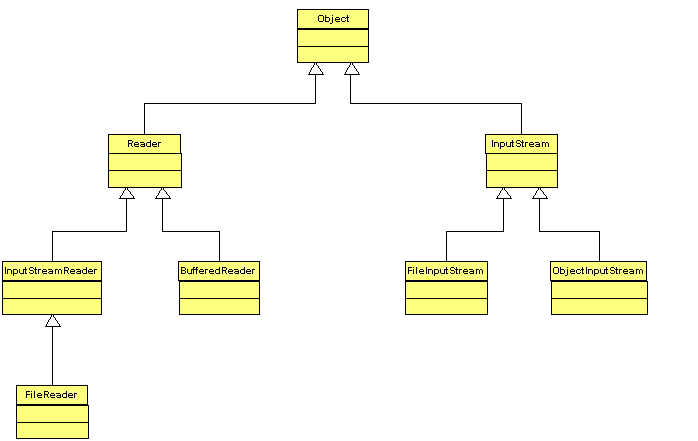 Object
Reader
InputStream
InputStreamReader
BufferedReader
FileInputStream
ObjectInputStream
FileReader